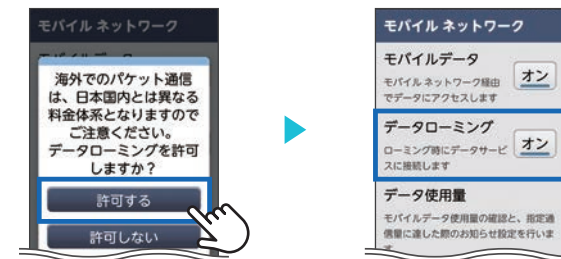 モバイル ネットワーク
海外でのパケット通信
は、日本国内とは異なる
料金体系となりますので
ご注意ください。
データローミングを許可
しますか？
許可する
許可しない
モバイル ネットワーク
モバイルデータ
モバイル ネットワーク経由
でデータにアクセスします
オン
データローミング
ローミング時にデータサービ
スに接続します
オン
データ使用量
モバイルデータ使用量の確認と、指定通
信量に達した際のお知らせ設定を行いま